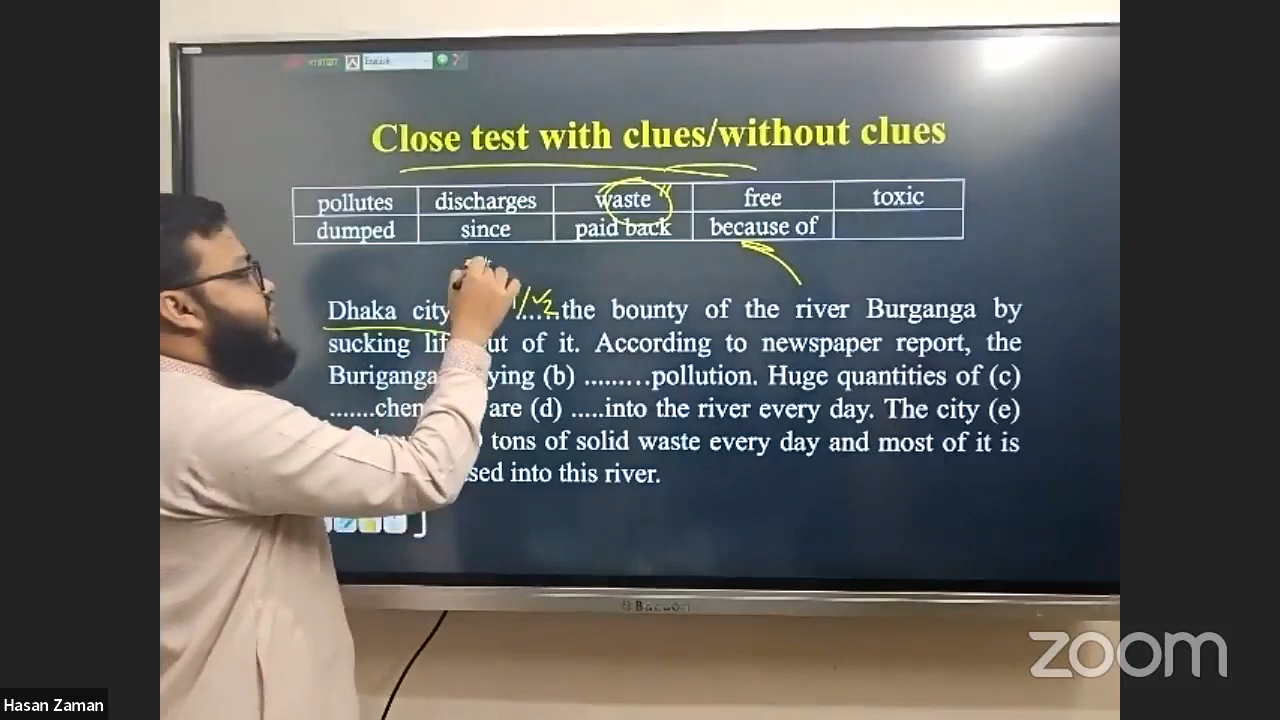 English
Close test with clues/without clues
pollutes discharges waste free toxic
dumped since paid back because of
Dhaka city ......the bounty of the river Burganga by
sucking lif ut of it. According to newspaper report, the
Buriganga ying (b) .........pollution. Huge quantities of (c)
.......chem are (d) .....into the river every day. The city (e)
tons of solid waste every day and most of it is
sed into this river.
zoom
Hasan Zaman